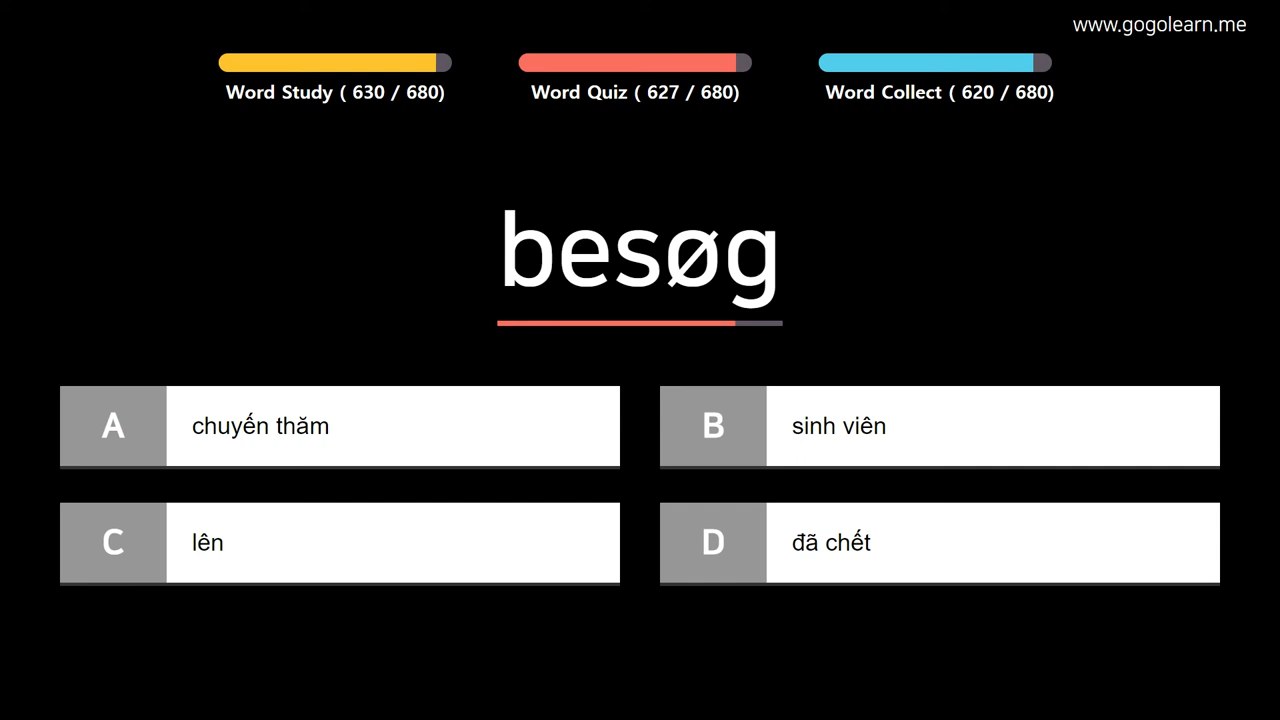 www.gogolearn.me
Word Study ( 630 / 680)
Word Quiz ( 627 / 680)
Word Collect ( 620 / 680)
besøg
A chuyến thăm
B sinh viên
C lên
D đã chết